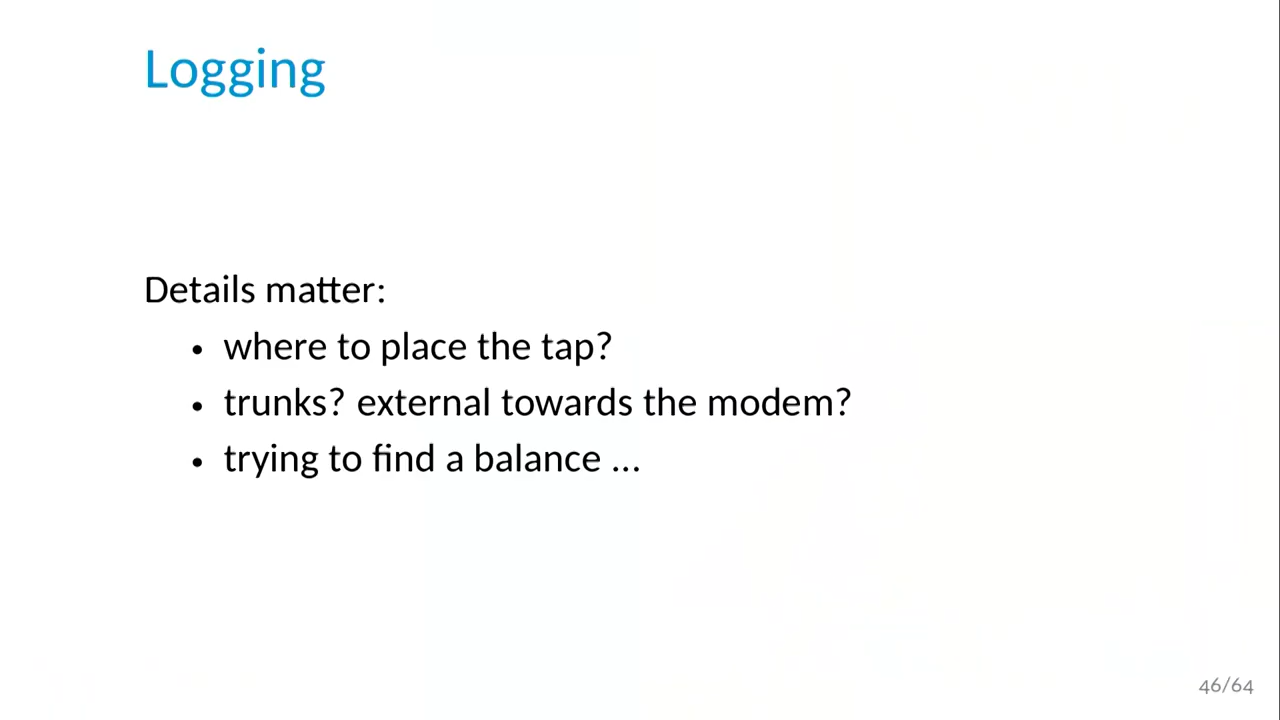 Logging
Details matter:
• where to place the tap?
• trunks? external towards the modem?
• trying to find a balance ...
46/64